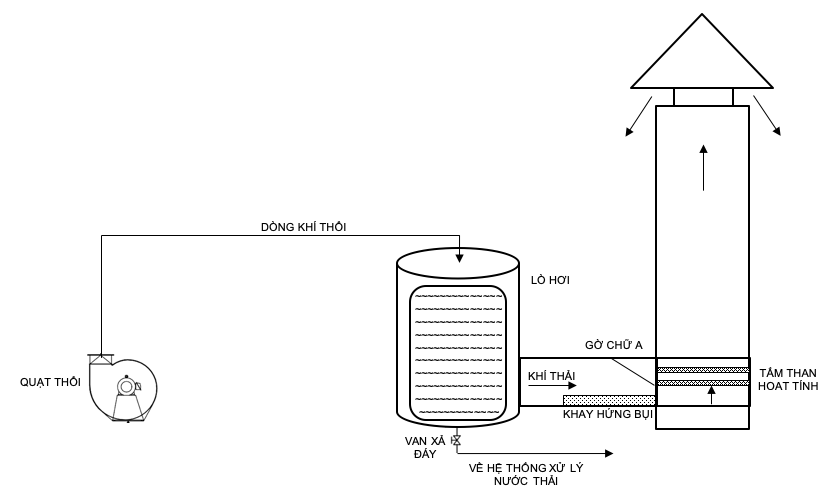 DÒNG KHÍ THỔI
LÒ HƠI
GỜ CHỮ A
QUẠT THỔI
KHÍ THẢI
TẤM THAN
HOẠT TÍNH
KHAY HỨNG BỤI
VAN XẢ
ĐÁY
VỀ HỆ THỐNG XỬ LÝ
NƯỚC THẢI